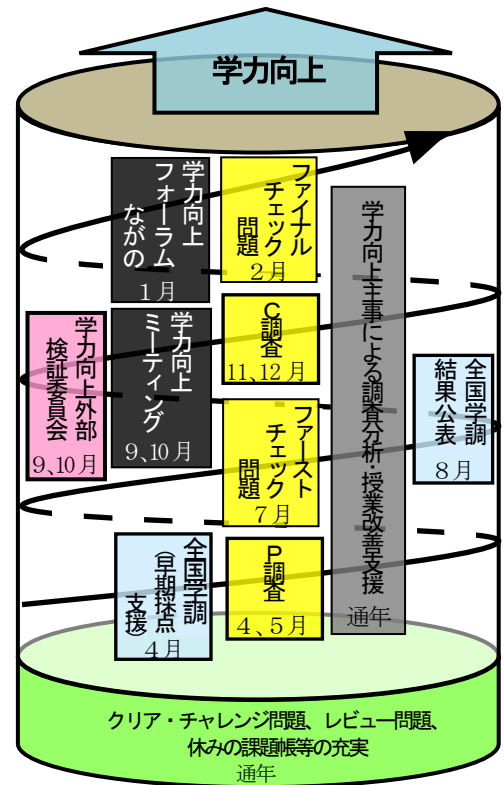 学力向上
学力向上
フォーラム
ながの
1月
ファイナル
チェック
問題
2月
学力向上主事による調査分析・授業改善支援
通年
学力向上外部
検証委員会
9、10月
学力向上
ミーティング
9、10月
C調査
11、12月
全国学調
結果公表
8月
ファースト
チェック
問題
7月
全国学調
（早期採点
支援）
4月
P調査
4、5月
クリア・チャレンジ問題、レビュー問題、
休みの課題帳等の充実
通年